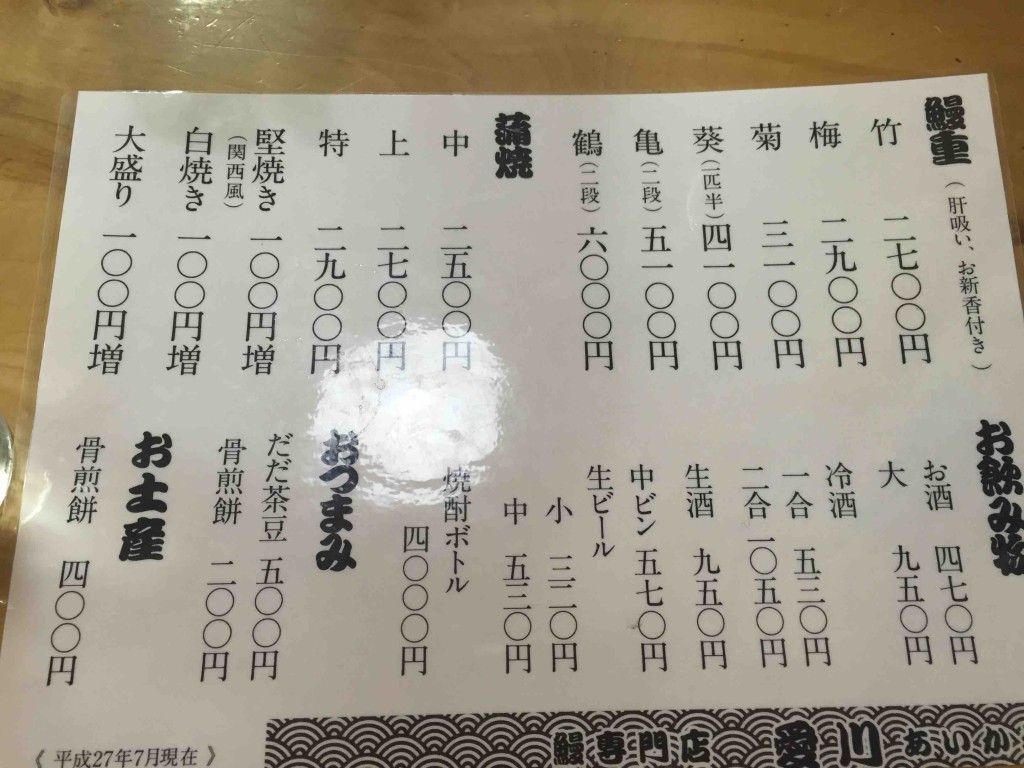 鰻重
(肝吸い、お新香付き)
竹 二七〇〇円
梅 二九〇〇円
菊 三一〇〇円
葵(一匹半) 四一〇〇円
亀(二段) 五一〇〇円
鶴(二段) 六〇〇〇円
蒲焼
中 二五〇〇円
上 二七〇〇円
特 二九〇〇円
堅焼き 一〇〇円増
(関西風)
白焼き 一〇〇円増
大盛り 一〇〇円増
お飲み物
お酒 四七〇円
大 九五〇円
冷酒
一合 五三〇円
二合 一〇五〇円
生酒 九五〇円
中ビン 五七〇円
生ビール
小 三二〇円
中 五三〇円
焼酎ボトル
四〇〇〇円
おつまみ
だだ茶豆 五〇〇円
骨煎餅 二〇〇円
お土産
骨煎餅 四〇〇円
鰻専門店 愛川 あいか
《平成27年7月現在》